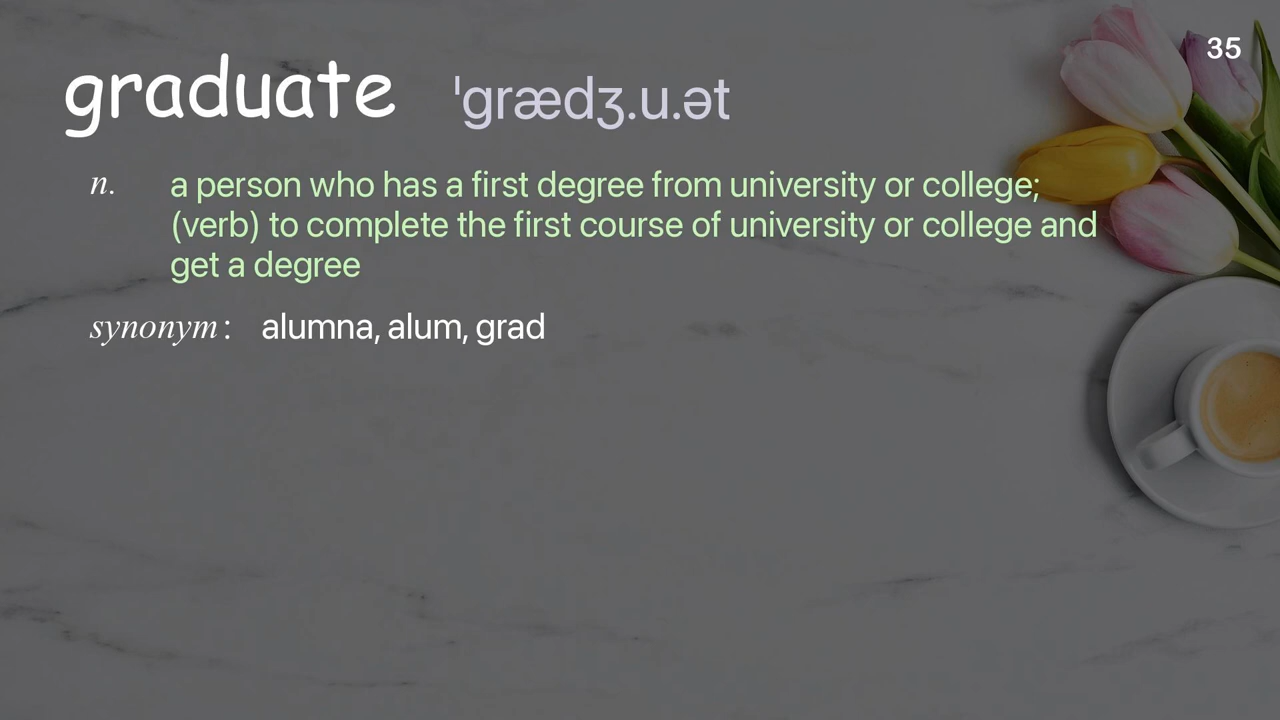 35
graduate ˈgrædʒ.u.ət
n. a person who has a first degree from university or college;
(verb) to complete the first course of university or college and
get a degree
synonym: alumna, alum, grad